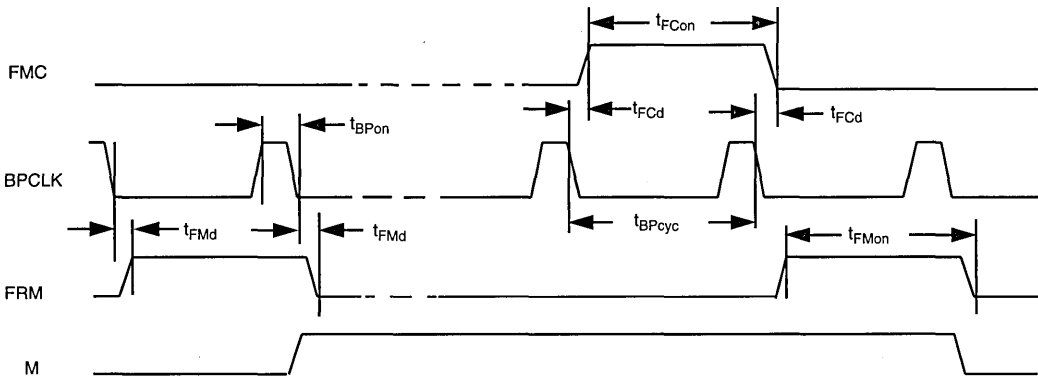 tFCon
FMC
tFCd
tFCd
tBPon
BPCLK
tFMd
tFMd
tBPcyc
tFMon
FRM
M